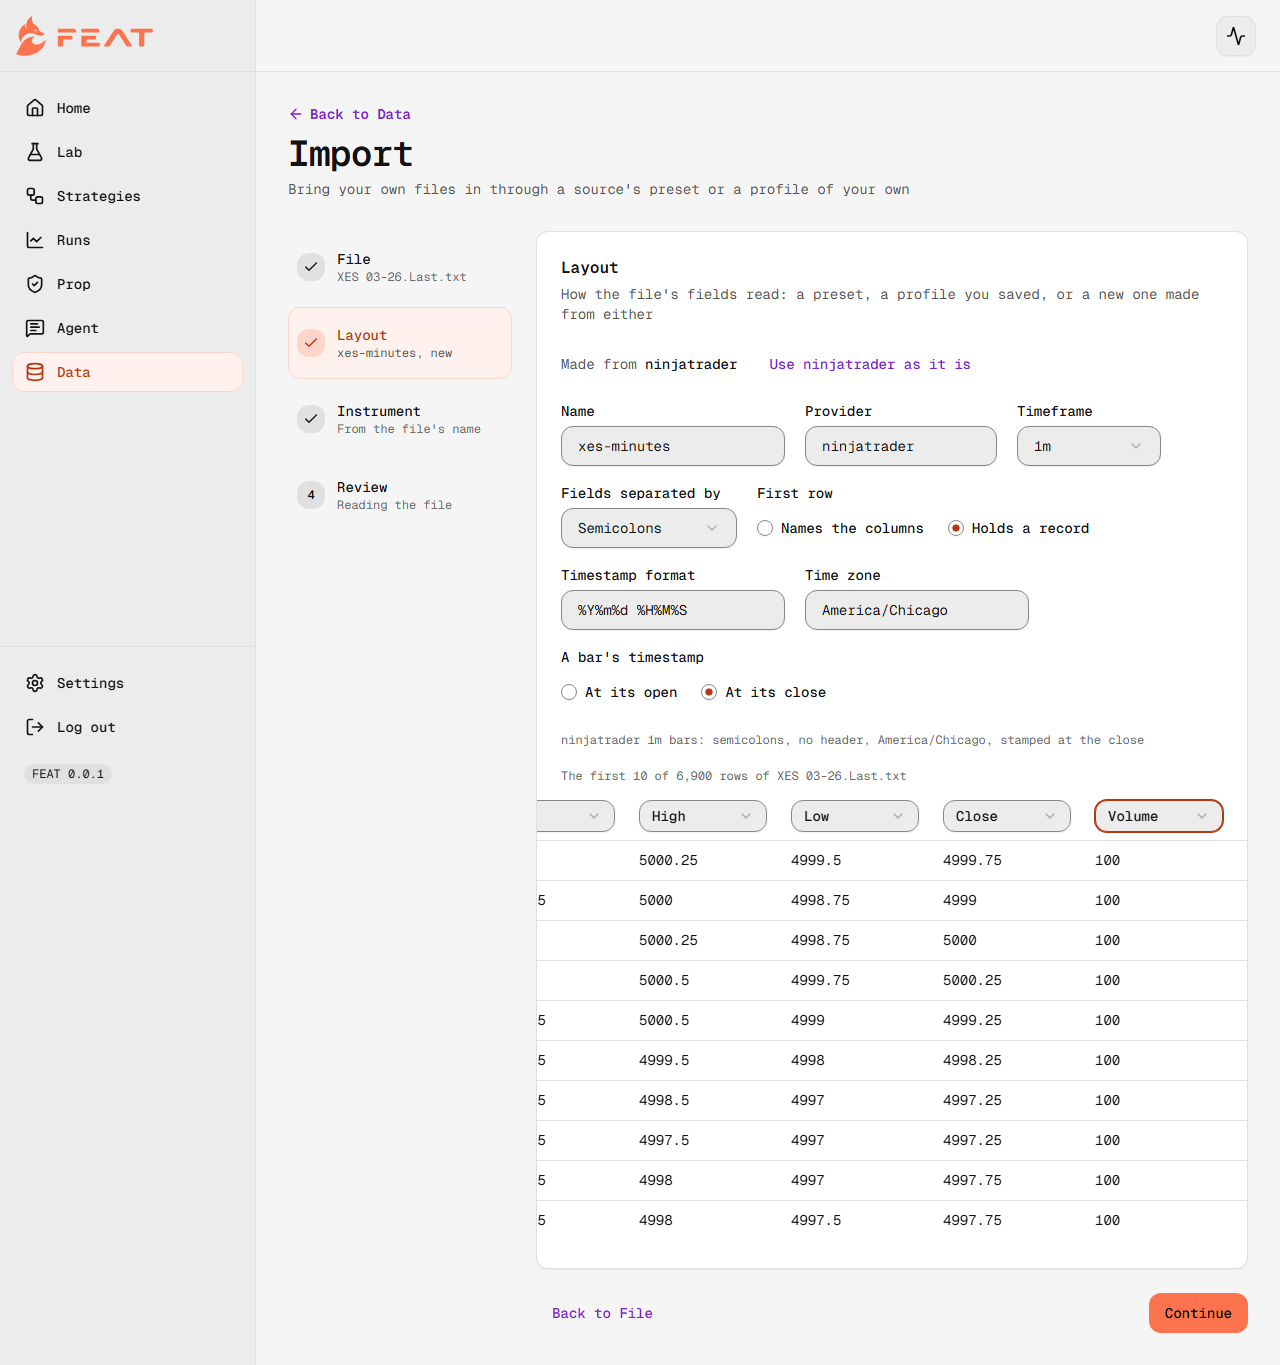 FEAT
Home
Lab
Strategies
Runs
Prop
Agent
Data
Settings
Log out
FEAT 0.0.1
Back to Data
Import
Bring your own files in through a source's preset or a profile of your own
File
XES 03-26.Last.txt
Layout
xes-minutes, new
Instrument
From the file's name
4
Review
Reading the file
Layout
How the file's fields read: a preset, a profile you saved, or a new one made
from either
Made from ninjatrader Use ninjatrader as it is
Name Provider Timeframe
xes-minutes ninjatrader 1m
Fields separated by First row
Semicolons Names the columns Holds a record
Timestamp format Time zone
%Y%m%d %H%M%S America/Chicago
A bar's timestamp
At its open At its close
ninjatrader 1m bars: semicolons, no header, America/Chicago, stamped at the close
The first 10 of 6,900 rows of XES 03-26.Last.txt
High Low Close Volume
5000.25 4999.5 4999.75 100
5 5000 4998.75 4999 100
5000.25 4998.75 5000 100
5000.5 4999.75 5000.25 100
5 5000.5 4999 4999.25 100
5 4999.5 4998 4998.25 100
5 4998.5 4997 4997.25 100
5 4997.5 4997 4997.25 100
5 4998 4997 4997.75 100
5 4998 4997.5 4997.75 100
Back to File
Continue